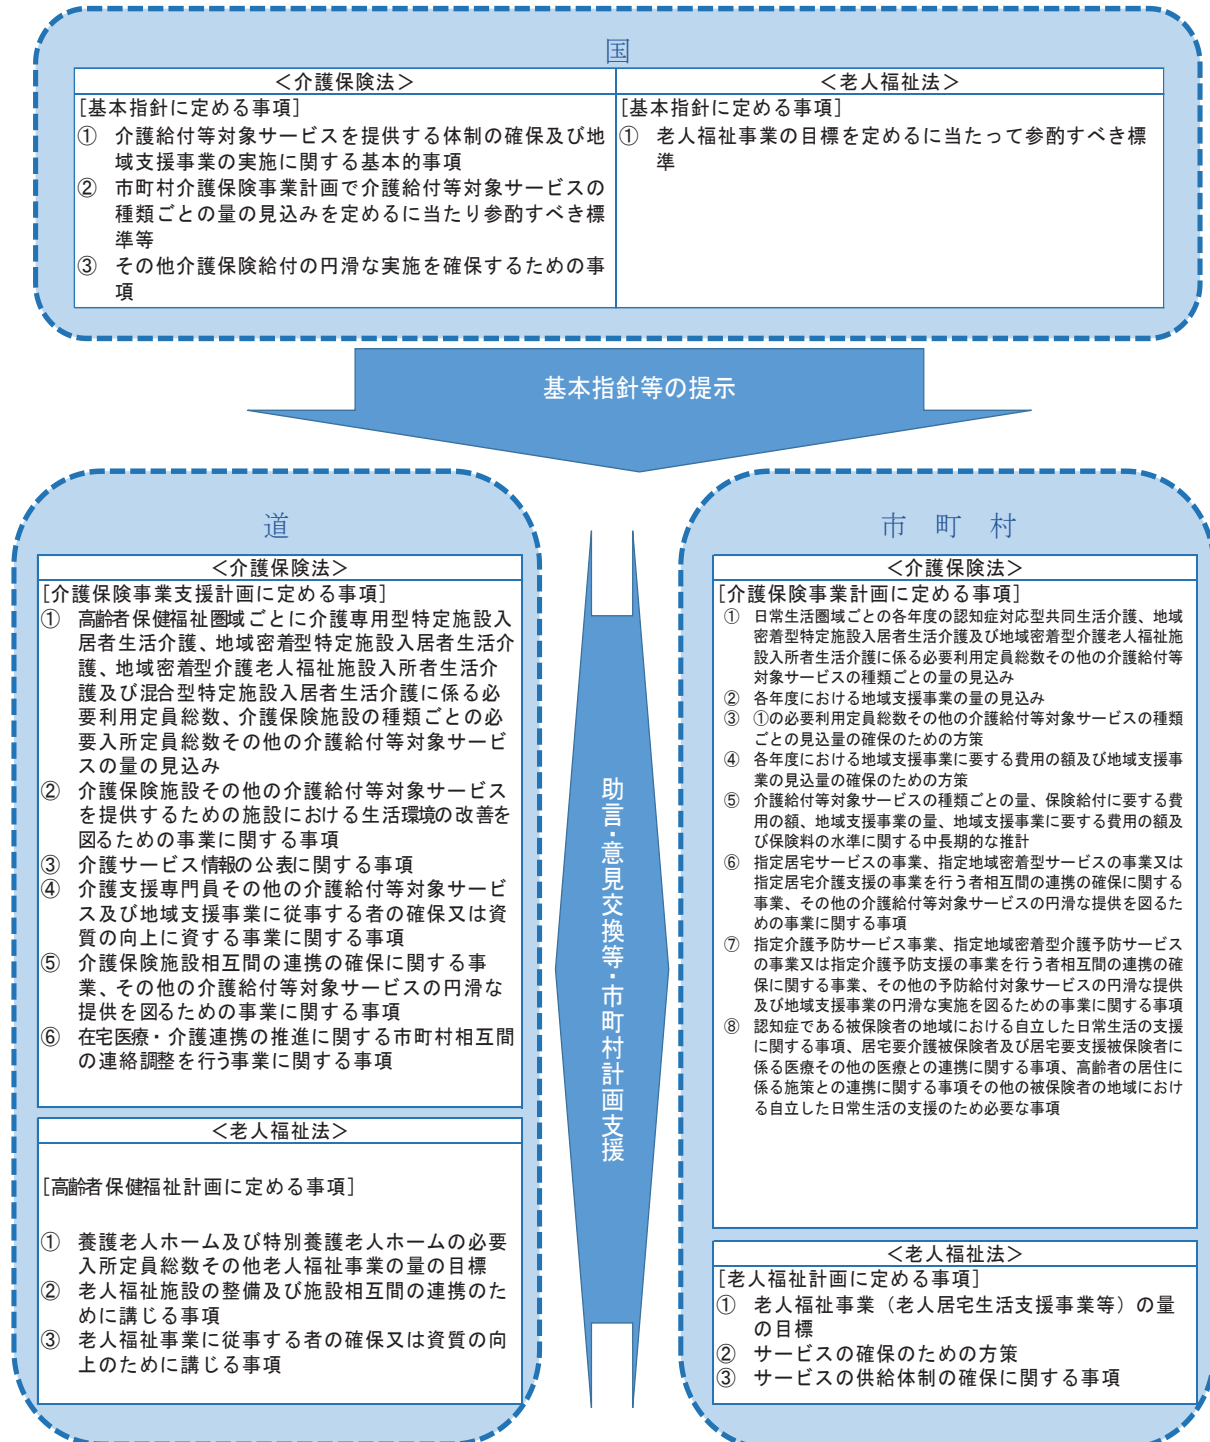 国
＜介護保険法＞
[基本指針に定める事項]
① 介護給付等対象サービスを提供する体制の確保及び地
域支援事業の実施に関する基本的事項
② 市町村介護保険事業計画で介護給付等対象サービスの
種類ごとの量の見込みを定めるに当たり参酌すべき標
準等
③ その他介護保険給付の円滑な実施を確保するための事
項
＜老人福祉法＞
[基本指針に定める事項]
① 老人福祉事業の目標を定めるに当たって参酌すべき標
準
基本指針等の提示
道
＜介護保険法＞
[介護保険事業支援計画に定める事項]
① 高齢者保健福祉圏域ごとに介護専用型特定施設入
居者生活介護、地域密着型特定施設入居者生活介
護、地域密着型介護老人福祉施設入所者生活介
護及び混合型特定施設入居者生活介護に係る必
要利用定員総数、介護保険施設の種類ごとの必
要入所定員総数その他の介護給付等対象サービ
スの量の見込み
② 介護保険施設その他の介護給付等対象サービス
を提供するための施設における生活環境の改善を
図るための事業に関する事項
③ 介護サービス情報の公表に関する事項
④ 介護支援専門員その他の介護給付等対象サービ
ス及び地域支援事業に従事する者の確保又は資
質の向上に資する事業に関する事項
⑤ 介護保険施設相互間の連携の確保に関する事
業、その他の介護給付等対象サービスの円滑な
提供を図るための事業に関する事項
⑥ 在宅医療・介護連携の推進に関する市町村相互間
の連絡調整を行う事業に関する事項
＜老人福祉法＞
[高齢者保健福祉計画に定める事項]
① 養護老人ホーム及び特別養護老人ホームの必要
入所定員総数その他老人福祉事業の量の目標
② 老人福祉施設の整備及び施設相互間の連携のた
めに講じる事項
③ 老人福祉事業に従事する者の確保又は資質の向
上のために講じる事項
助言・意見交換等・市町村計画支援
市 町 村
＜介護保険法＞
[介護保険事業計画に定める事項]
① 日常生活圏域ごとの各年度の認知症対応型共同生活介護、地域
密着型特定施設入居者生活介護及び地域密着型介護老人福祉施
設入所者生活介護に係る必要利用定員総数その他の介護給付等
対象サービスの種類ごとの量の見込み
② 各年度における地域支援事業の量の見込み
③ ①の必要利用定員総数その他の介護給付等対象サービスの種類
ごとの見込量の確保のための方策
④ 各年度における地域支援事業に要する費用の額及び地域支援事
業の見込量の確保のための方策
⑤ 介護給付等対象サービスの種類ごとの量、保険給付に要する費
用の額、地域支援事業の量、地域支援事業に要する費用の額及
び保険料の水準に関する中長期的な推計
⑥ 指定居宅サービスの事業、指定地域密着型サービスの事業又は
指定居宅介護支援の事業を行う者相互間の連携の確保に関する
事業、その他の介護給付等対象サービスの円滑な提供を図るた
めの事業に関する事項
⑦ 指定介護予防サービス事業、指定地域密着型介護予防サービス
の事業又は指定介護予防支援の事業を行う者相互間の連携の確
保に関する事業、その他の予防給付対象サービスの円滑な提供
及び地域支援事業の円滑な実施を図るための事業に関する事項
⑧ 認知症である被保険者の地域における自立した日常生活の支援
に関する事項、居宅要介護被保険者及び居宅要支援被保険者に
係る医療その他の医療との連携に関する事項、高齢者の居住に
係る施策との連携に関する事項その他の被保険者の地域におけ
る自立した日常生活の支援のため必要な事項
＜老人福祉法＞
[老人福祉計画に定める事項]
① 老人福祉事業（老人居宅生活支援事業等）の量
の目標
② サービスの確保のための方策
③ サービスの供給体制の確保に関する事項